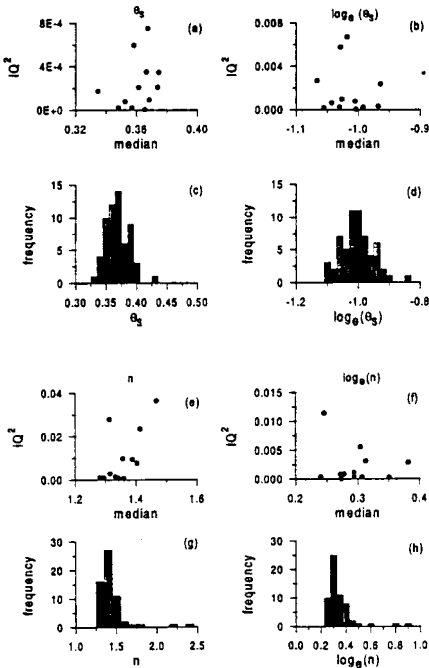 θs
(a)
IQ²
8E-4
4E-4
0E+0
0.32 0.36 0.40
median
logₑ(θs)
(b)
IQ²
0.008
0.004
0.000
-1.1 -1.0 -0.9
median
(c)
frequency
15
10
5
0
0.30 0.35 0.40 0.45 0.50
θs
(d)
frequency
15
10
5
0
-1.2 -1.0 -0.8
logₑ(θs)
n
(e)
IQ²
0.04
0.02
0.00
1.2 1.4 1.6
median
logₑ(n)
(f)
IQ²
0.015
0.010
0.005
0.000
0.2 0.3 0.4
median
(g)
frequency
30
20
10
0
1.0 1.5 2.0 2.5
n
(h)
frequency
30
20
10
0
0.0 0.2 0.4 0.6 0.8 1.0
logₑ(n)